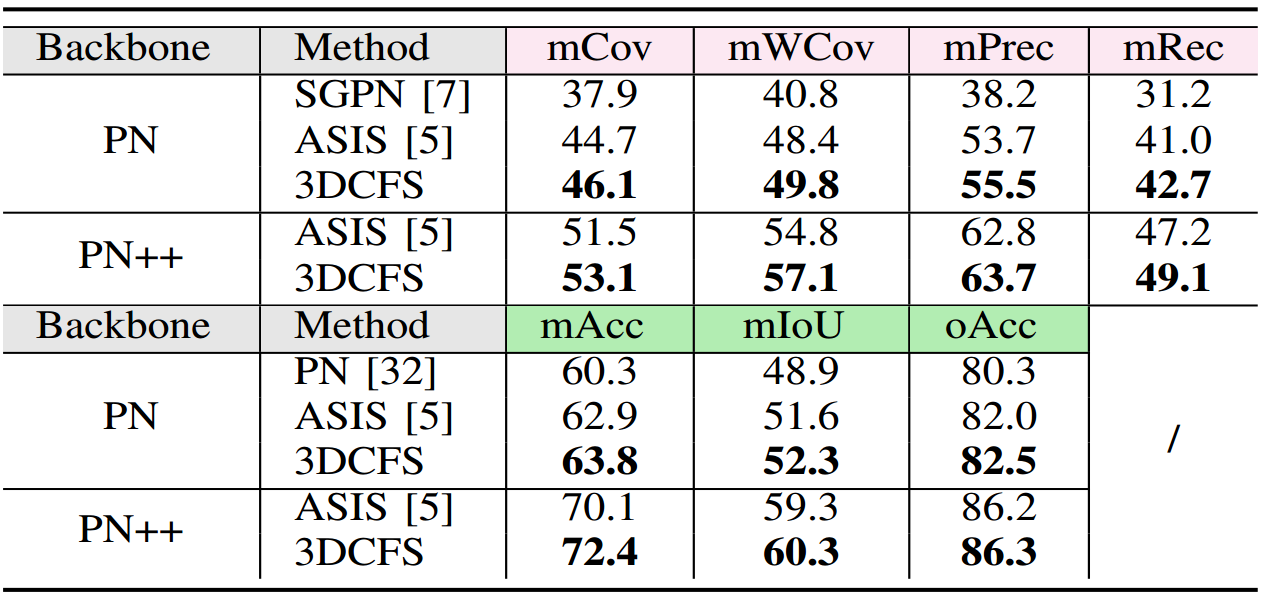 Backbone Method mCov mWCov mPrec mRec
SGPN [7] 37.9 40.8 38.2 31.2
PN ASIS [5] 44.7 48.4 53.7 41.0
3DCFS 46.1 49.8 55.5 42.7
PN++ ASIS [5] 51.5 54.8 62.8 47.2
3DCFS 53.1 57.1 63.7 49.1
Backbone Method mAcc mIoU oAcc
PN [32] 60.3 48.9 80.3
PN ASIS [5] 62.9 51.6 82.0 /
3DCFS 63.8 52.3 82.5
PN++ ASIS [5] 70.1 59.3 86.2
3DCFS 72.4 60.3 86.3